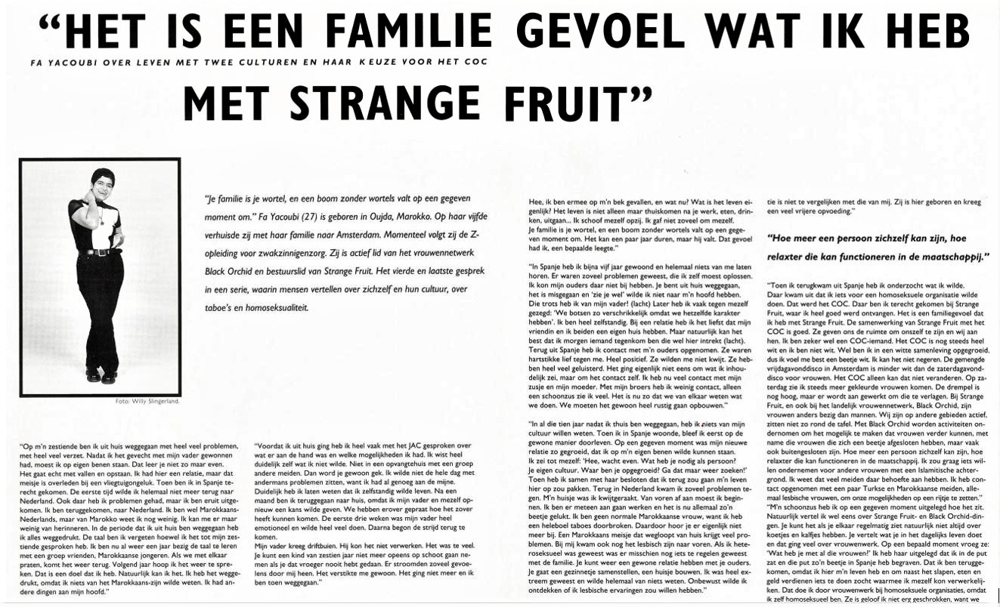 “HET IS EEN FAMILIE GEVOEL WAT IK HEB
FA YACOUBI OVER LEVEN MET TWEE CULTUREN EN HAAR KEUZE VOOR HET COC
MET STRANGE FRUIT”
“Je familie is je wortel, en een boom zonder wortels valt op een gegeven
moment om.” Fa Yacoubi (27) is geboren in Oujda, Marokko. Op haar vijfde
verhuisde zij met haar familie naar Amsterdam. Momenteel volgt zij de Z-
opleiding voor zwakzinnigenzorg. Zij is actief lid van het vrouwennetwerk
Black Orchid en bestuurslid van Strange Fruit. Het vierde en laatste gesprek
in een serie, waarin mensen vertellen over zichzelf en hun cultuur, over
taboe’s en homoseksualiteit.
Foto: Willy Slingerland.
“Op m’n zestiende ben ik uit huis weggegaan met heel veel problemen,
met heel veel verzet. Nadat ik het gevecht met mijn vader gewonnen
had, moest ik op eigen benen staan. Dat leer je niet zo maar even.
Het gaat echt met vallen en opstaan. Ik had hier een relatie, maar dat
meisje is overleden bij een vliegtuigongeluk. Toen ben ik in Spanje te-
recht gekomen. De eerste tijd wilde ik helemaal niet meer terug naar
Nederland. Ook daar heb ik problemen gehad, maar ik ben eruit uitge-
komen. Ik ben teruggekomen, naar Nederland. Ik ben wel Marokkaans-
Nederlands, maar van Marokko weet ik nog weinig. Ik kan me er maar
weinig van herinneren. In de periode dat ik uit huis ben weggegaan heb
ik alles weggedrukt. De taal ben ik vergeten hoewel ik het tot mijn zes-
tiende gesproken heb. Ik ben nu al weer een jaar bezig de taal te leren
met een groep vrienden, Marokkaanse jongeren. Als we met elkaar
praten, komt het weer terug. Volgend jaar hoop ik het weer te spre-
ken. Dat is een doel dat ik heb. Natuurlijk kan ik het. Ik heb het wegge-
drukt, omdat ik niets van het Marokkaans-zijn wilde weten. Ik had an-
dere dingen aan mijn hoofd.”
“Voordat ik uit huis ging heb ik heel vaak met het JAC gesproken over
wat er aan de hand was en welke mogelijkheden ik had. Ik wist heel
duidelijk zelf wat ik niet wilde. Niet in een opvangtehuis met een groep
andere meiden. Dan word je gewoon gek. Ik wilde niet de hele dag met
andermans problemen zitten, want ik had al genoeg aan de mijne.
Duidelijk heb ik laten weten dat ik zelfstandig wilde leven. Na een
maand ben ik teruggegaan naar huis, omdat ik mijn vader en mezelf op-
nieuw een kans wilde geven. We hebben erover gepraat hoe het zover
heeft kunnen komen. De eerste drie weken was mijn vader heel
emotioneel en wilde heel veel doen. Daarna begon de strijd terug te
komen.
Mijn vader kreeg driftbuien. Hij kon het niet verwerken. Het was te veel.
Je kunt een kind van zestien jaar niet meer opeens op schoot gaan ne-
men als je dat vroeger nooit hebt gedaan. Er stroomden zoveel gevoe-
lens door mij heen. Het verstikte me gewoon. Het ging niet meer en ik
ben toen weggegaan.”
Hee, ik ben ermee op m’n bek gevallen, en wat nu? Wat is het leven ei-
genlijk? Het leven is niet alleen maar thuiskomen na je werk, eten, drin-
ken, uitgaan... Ik schoof mezelf opzij. Ik gaf niet zoveel om mezelf.
Je familie is je wortel, en een boom zonder wortels valt op een gege-
ven moment om. Het kan een paar jaar duren, maar hij valt. Dat gevoel
had ik, een bepaalde leegte.”
“In Spanje heb ik bijna vijf jaar gewoond en helemaal niets van me laten
horen. Er waren zoveel problemen geweest, die ik zelf moest oplossen.
Ik kon mijn ouders daar niet bij hebben. Je bent uit huis weggegaan,
het is misgegaan en ‘zie je wel’ wilde ik niet naar m’n hoofd hebben.
Die trots heb ik van mijn vader! (lacht) Later heb ik vaak tegen mezelf
gezegd: ‘We botsen zo verschrikkelijk omdat we hetzelfde karakter
hebben’. Ik ben heel zelfstandig. Bij een relatie heb ik het liefst dat mijn
vriendin en ik beiden een eigen huis hebben. Maar natuurlijk kan het
best dat ik morgen iemand tegenkom ben die wel hier intrekt (lacht).
Terug uit Spanje heb ik contact met m’n ouders opgenomen. Ze waren
hartstikke lief tegen me. Heel positief. Ze wilden me niet kwijt. Ze heb-
ben heel veel geluisterd. Het ging eigenlijk niet eens om wat ik inhou-
delijk zei, maar om het contact zelf. Ik heb nu veel contact met mijn
zusje en mijn moeder. Met mijn broers heb ik weinig contact, alleen
een schoonzus zie ik veel. Het is nu zo dat we van elkaar weten wat
we doen. We moeten het gewoon heel rustig gaan opbouwen.”
“In al die tien jaar nadat ik thuis ben weggegaan, heb ik niets van mijn
cultuur willen weten. Toen ik in Spanje woonde, bleef ik eerst op de
gewone manier doorleven. Op een gegeven moment was mijn nieuwe
relatie zo gegroeid, dat ik op m’n eigen benen wilde kunnen staan.
Ik zei tot mezelf: ‘Hee, wacht even. Wat heb je nodig als persoon?
Je eigen cultuur. Waar ben je opgegroeid? Ga dat maar weer zoeken!’
Toen heb ik samen met haar besloten dat ik terug zou gaan m’n leven
hier op zou pakken. Terug in Nederland kwam ik zoveel problemen te-
gen. M’n huisje was ik kwijtgeraakt. Van voren af aan moest ik begin-
nen. Ik ben er meteen aan gaan werken en het is nu allemaal zo’n
beetje gelukt. Ik ben geen normale Marokkaanse vrouw, want ik heb
een heleboel taboes doorbroken. Daardoor hoor je er eigenlijk niet
meer bij. Een Marokkaans meisje dat wegloopt van huis krijgt veel pro-
blemen. Bij mij kwam ook nog het lesbisch zijn naar voren. Als ik hete-
roseksueel was geweest was er misschien nog iets te regelen geweest
met de familie. Je kunt weer een gewone relatie hebben met je ouders.
Je gaat een gezinnetje samenstellen, een huisje bouwen. Ik was heel ex-
treem geweest en wilde helemaal van niets weten. Onbewust wilde ik
ontdekken of ik lesbische ervaringen zou willen hebben.”
tie is niet te vergelijken met die van mij. Zij is hier geboren en kreeg
een veel vrijere opvoeding.”
“Hoe meer een persoon zichzelf kan zijn, hoe
relaxter die kan functioneren in de maatschappij.”
“Toen ik terugkwam uit Spanje heb ik onderzocht wat ik wilde.
Daar kwam uit dat ik iets voor een homoseksuele organisatie wilde
doen. Dat werd het COC. Daar ben ik terecht gekomen bij Strange
Fruit, waar ik heel goed werd ontvangen. Het is een familiegevoel dat
ik heb met Strange Fruit. De samenwerking van Strange Fruit met het
COC is goed. Ze geven ons de ruimte om onszelf te zijn en wij aan
hen. Ik ben zeker wel een COC-iemand. Het COC is nog steeds heel
wit en ik ben niet wit. Wel ben ik in een witte samenleving opgegroeid,
dus ik voel me best een beetje wit. Ik kan het niet negeren. De gemengde
vrijdagavonddisco in Amsterdam is minder wit dan de zaterdagavond-
disco voor vrouwen. Het COC alleen kan dat niet veranderen. Op za-
terdag zie ik steeds meer gekleurde vrouwen komen. De drempel is
nog hoog, maar er wordt aan gewerkt om die te verlagen. Bij Strange
Fruit, en ook bij het landelijk vrouwennetwerk, Black Orchid, zijn
vrouwen anders bezig dan mannen. Wij zijn op andere gebieden actief,
zitten niet zo rond de tafel. Met Black Orchid worden activiteiten on-
dernomen om het mogelijk te maken dat vrouwen verder kunnen, met
name die vrouwen die zich een beetje afgesloten hebben, maar vaak
ook buitengesloten zijn. Hoe meer een persoon zichzelf kan zijn, hoe
relaxter die kan functioneren in de maatschappij. Ik zou graag iets wil-
len ondernemen voor andere vrouwen met een Islamitische achter-
grond. Ik weet dat veel meiden daar behoefte aan hebben. Ik heb con-
tact opgenomen met een paar Turkse en Marokkaanse meiden, alle-
maal lesbische vrouwen, om onze mogelijkheden op een rijtje te zetten.”
“M’n schoonzus heb ik op een gegeven moment uitgelegd hoe het zit.
Natuurlijk vertel ik wel eens over Strange Fruit- en Black Orchid-din-
gen. Je kunt het als je elkaar regelmatig ziet natuurlijk niet altijd over
koetjes en kalfjes hebben. Je vertelt wat je in het dagelijks leven doet
en dat ging veel over vrouwenwerk. Op een bepaald moment vroeg ze:
‘Wat heb je met al die vrouwen?’ Ik heb haar uitgelegd dat ik in de put
zat en die put zo’n beetje in Spanje heb begraven. Dat ik ben terugge-
komen, omdat ik hier m’n leven heb en om naast het slapen, eten en
geld verdienen iets te doen zocht waarmee ik mezelf kon verwerkelij-
ken. Dat doe ik door vrouwenwerk bij homoseksuele organisaties, omdat
ik zelf homoseksueel ben. Ze is geloof ik niet erg geschrokken, want we